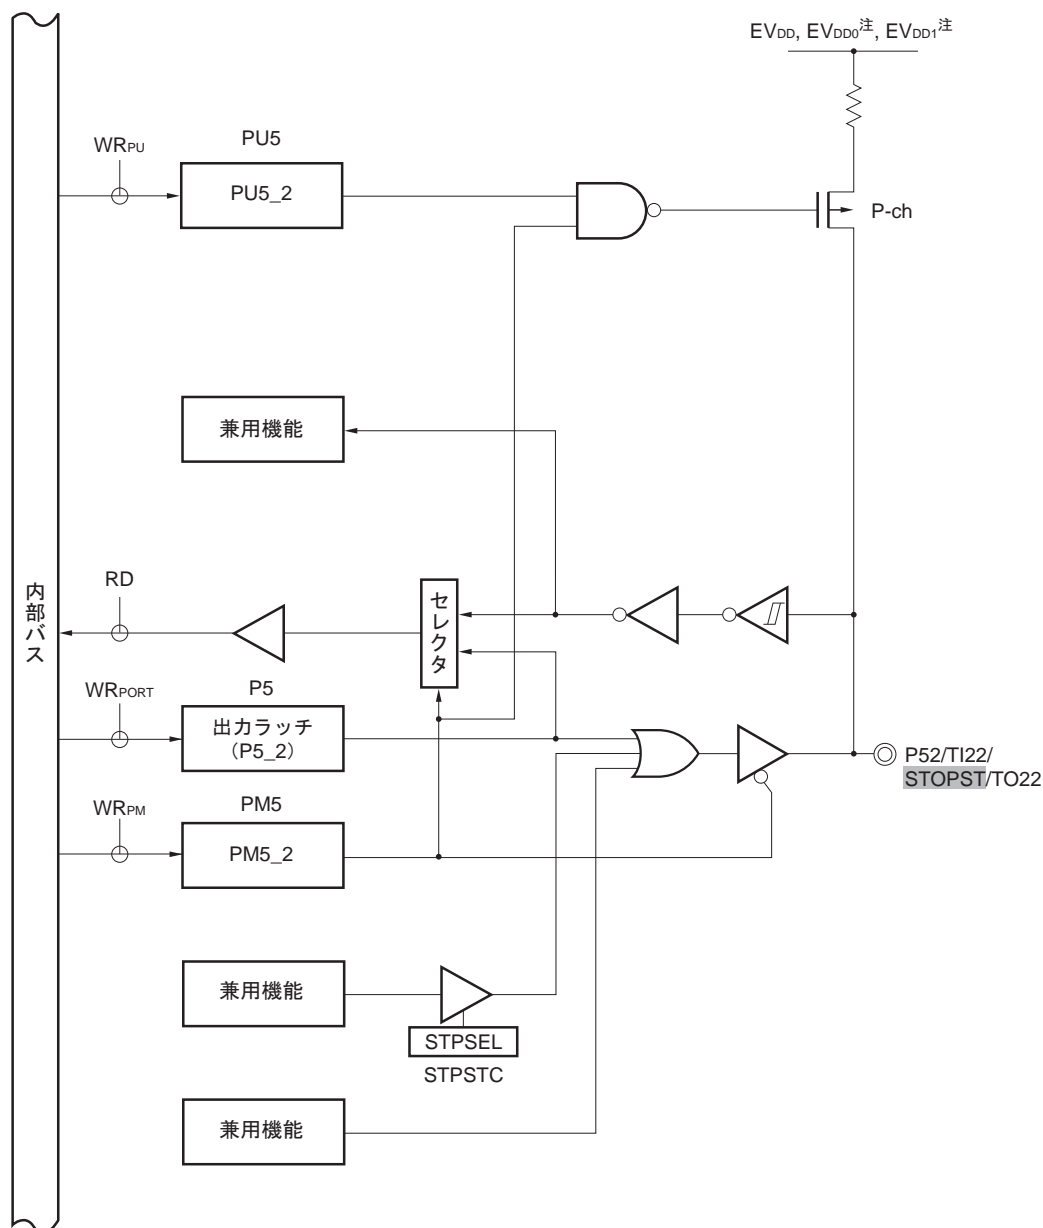 EVDD, EVDD0注, EVDD1注
PU5
WRPU
PU5_2
P-ch
兼用機能
内部バス
RD
セレクタ
WRPORT
P5
出力ラッチ
(P5_2)
P52/TI22/
STOPST/TO22
WRPM
PM5
PM5_2
兼用機能
STPSEL
STPSTC
兼用機能